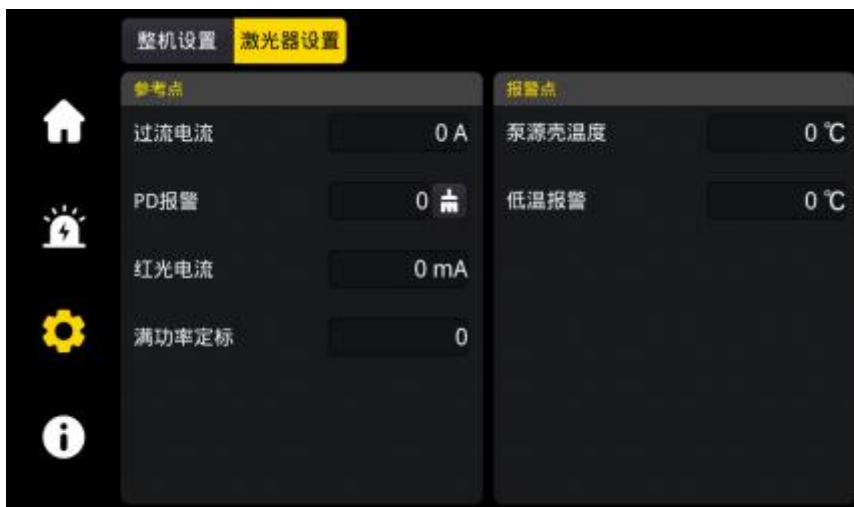 整机设置 激光器设置
参考点
过流电流 0 A
PD报警 0
红光电流 0 mA
满功率定标 0
报警点
泵源壳温度 0 ℃
低温报警 0 ℃